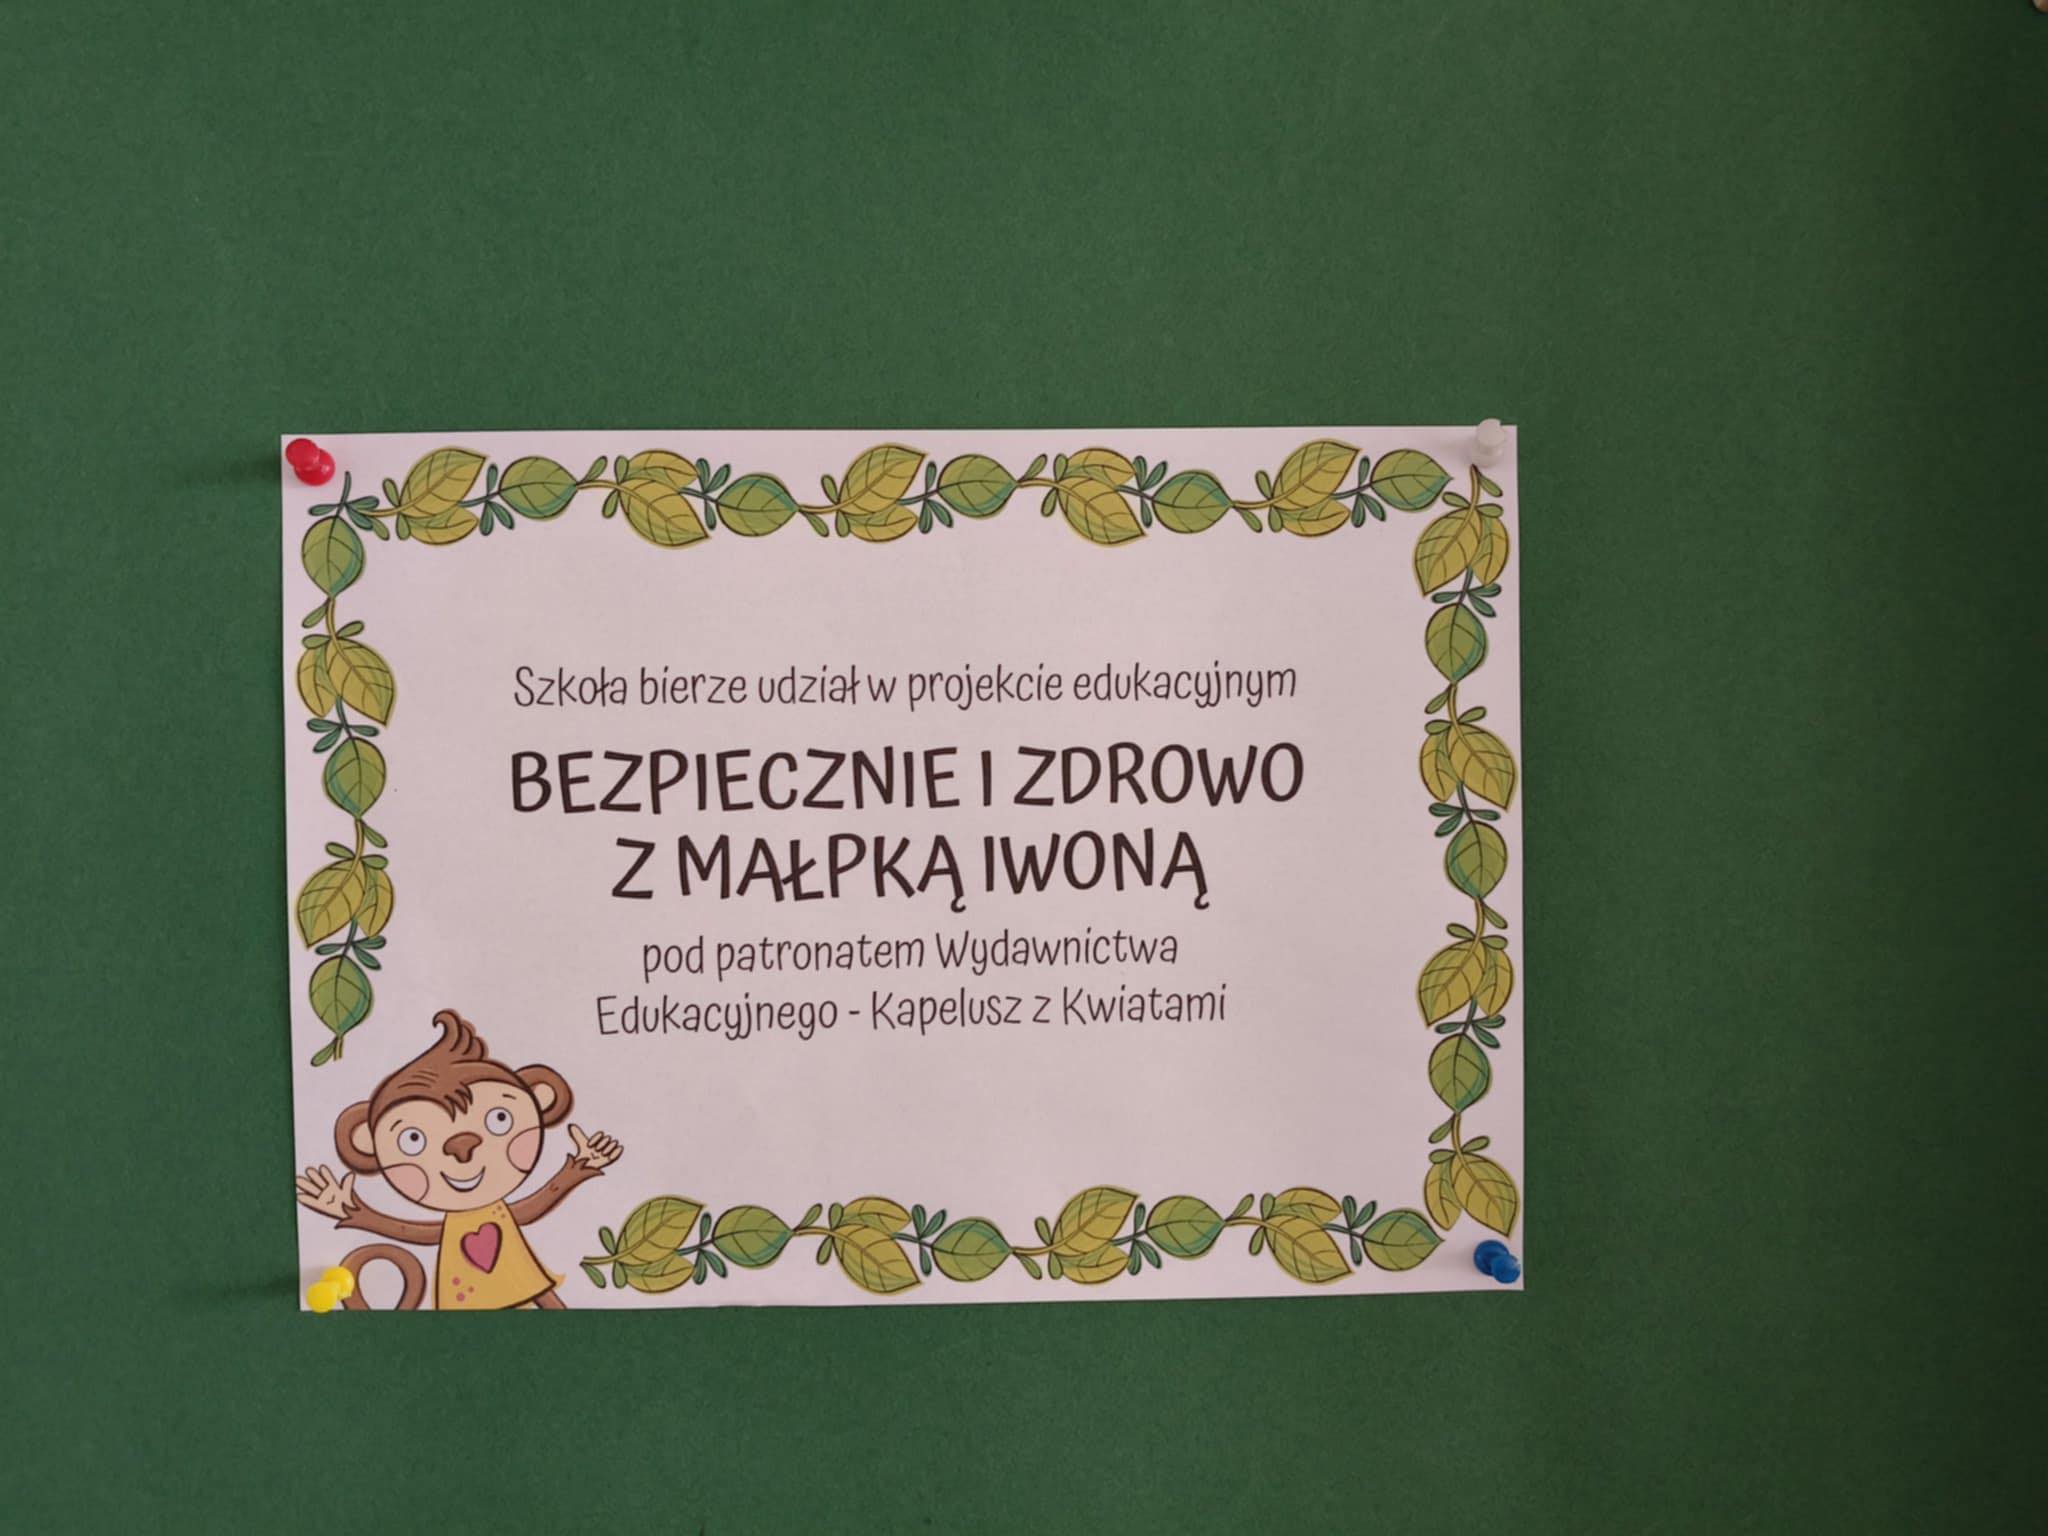 Szkoła bierze udział w projekcie edukacyjnym
BEZPIECZNIE I ZDROWO
Z MAŁPKĄ IWONĄ
pod patronatem Wydawnictwa
Edukacyjnego - Kapelusz z Kwiatami